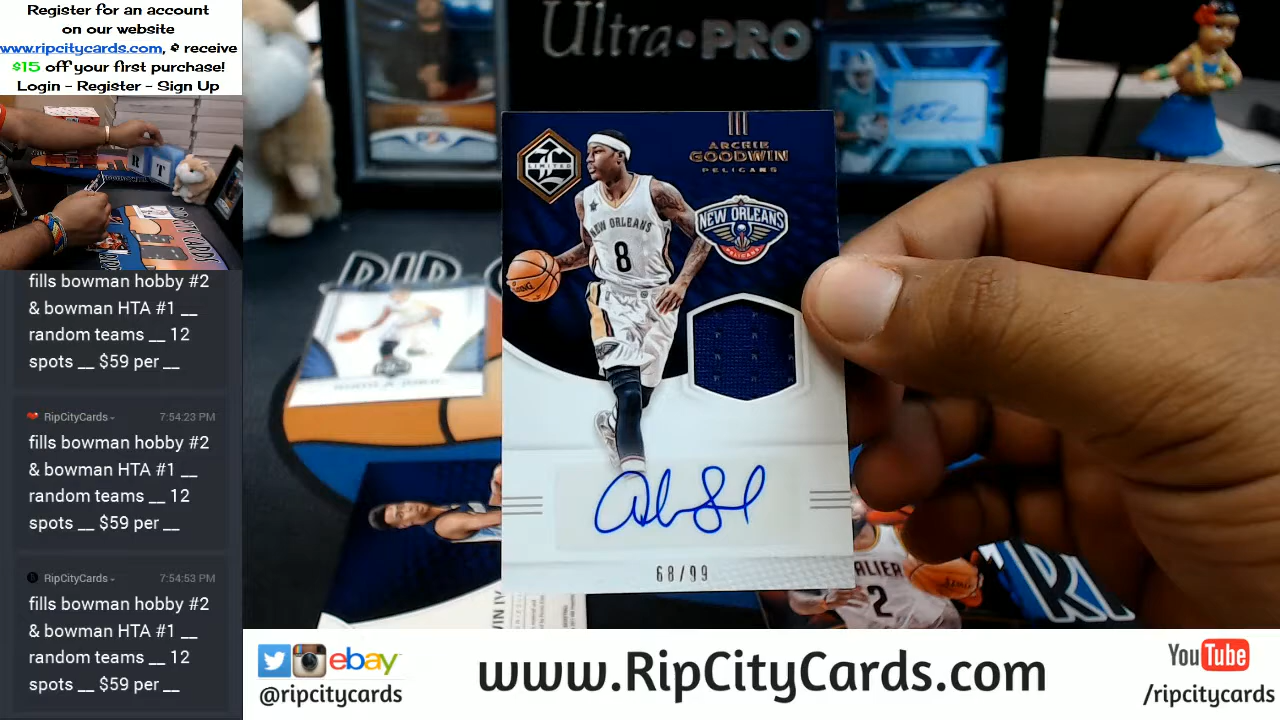 Register for an account
on our website
www.ripcitycards.com, & receive
$15 off your first purchase!
Login - Register - Sign Up
fills bowman hobby #2
& bowman HTA #1 __
random teams __ 12
spots __ $59 per __
RipCityCards
7:54:23 PM
fills bowman hobby #2
& bowman HTA #1 __
random teams __ 12
spots __ $59 per __
RipCityCards
7:54:53 PM
fills bowman hobby #2
& bowman HTA #1 __
random teams __ 12
spots __ $59 per __
Ultra PRO
LIMITED
ARCHIE
GOODWIN
PELICANS
NEW ORLEANS
PELICANS
NEW ORLEANS
8
68/99
2
ebay
@ripcitycards
www.RipCityCards.com
YouTube
/ripcitycards